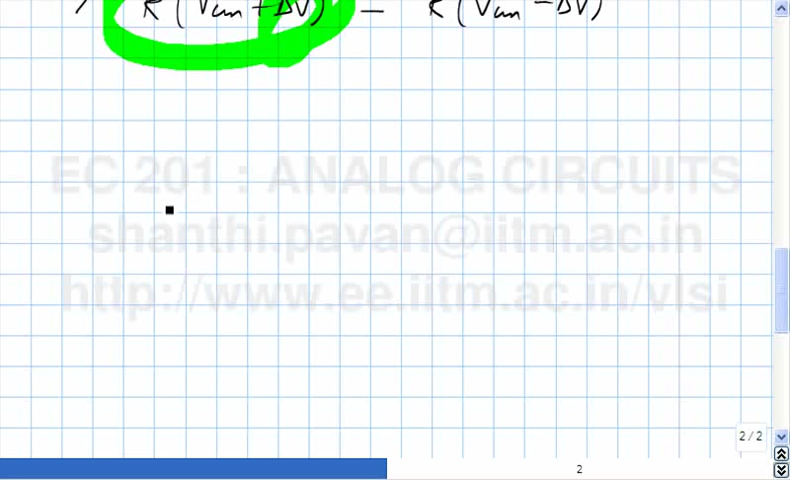 k (Vcm + ΔV) - k (Vcm - ΔV)
EC 201 : ANALOG CIRCUITS
shanthi.pavan@iitm.ac.in
http://www.ee.iitm.ac.in/vlsi
2 / 2
2